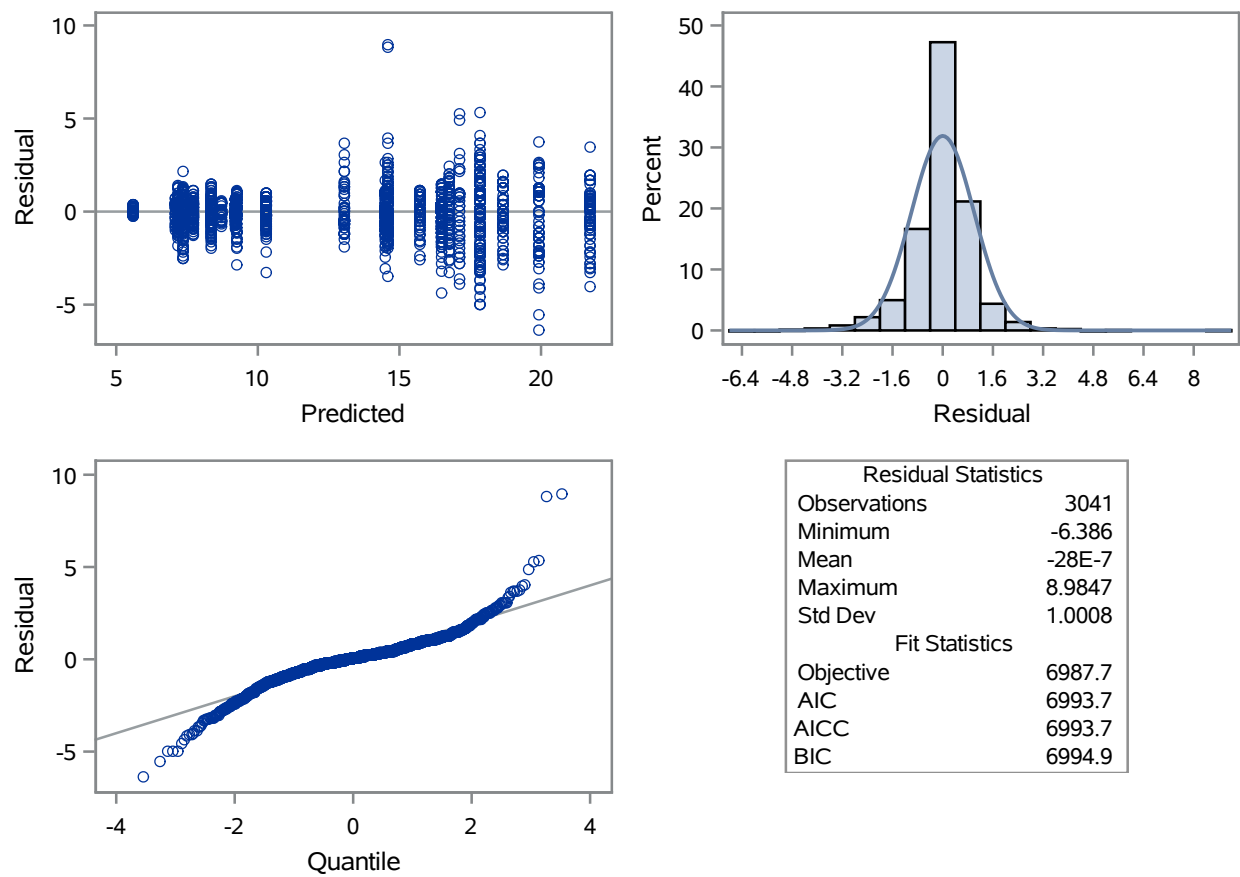 10
5
0
-5
Residual
5 10 15 20
Predicted
50
40
30
20
10
0
Percent
-6.4 -4.8 -3.2 -1.6 0 1.6 3.2 4.8 6.4 8
Residual
10
5
0
-5
Residual
-4 -2 0 2 4
Quantile
Residual Statistics
Observations 3041
Minimum -6.386
Mean -28E-7
Maximum 8.9847
Std Dev 1.0008
Fit Statistics
Objective 6987.7
AIC 6993.7
AICC 6993.7
BIC 6994.9